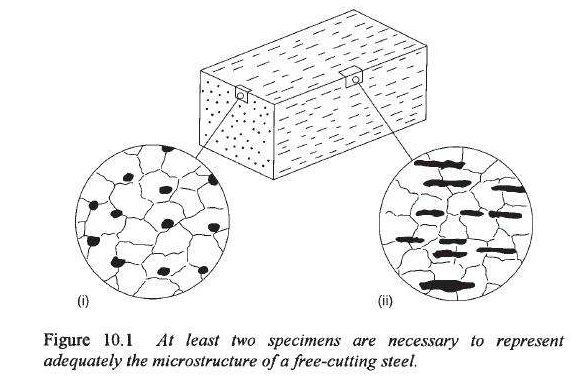 (i)
(ii)
Figure 10.1 At least two specimens are necessary to represent
adequately the microstructure of a free-cutting steel.